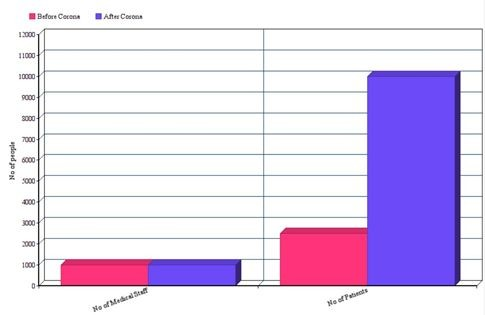 Before Corona
After Corona
12000
11000
10000
9000
8000
7000
6000
5000
4000
3000
2000
1000
0
No of people
No of Medical Staff
No of Patients